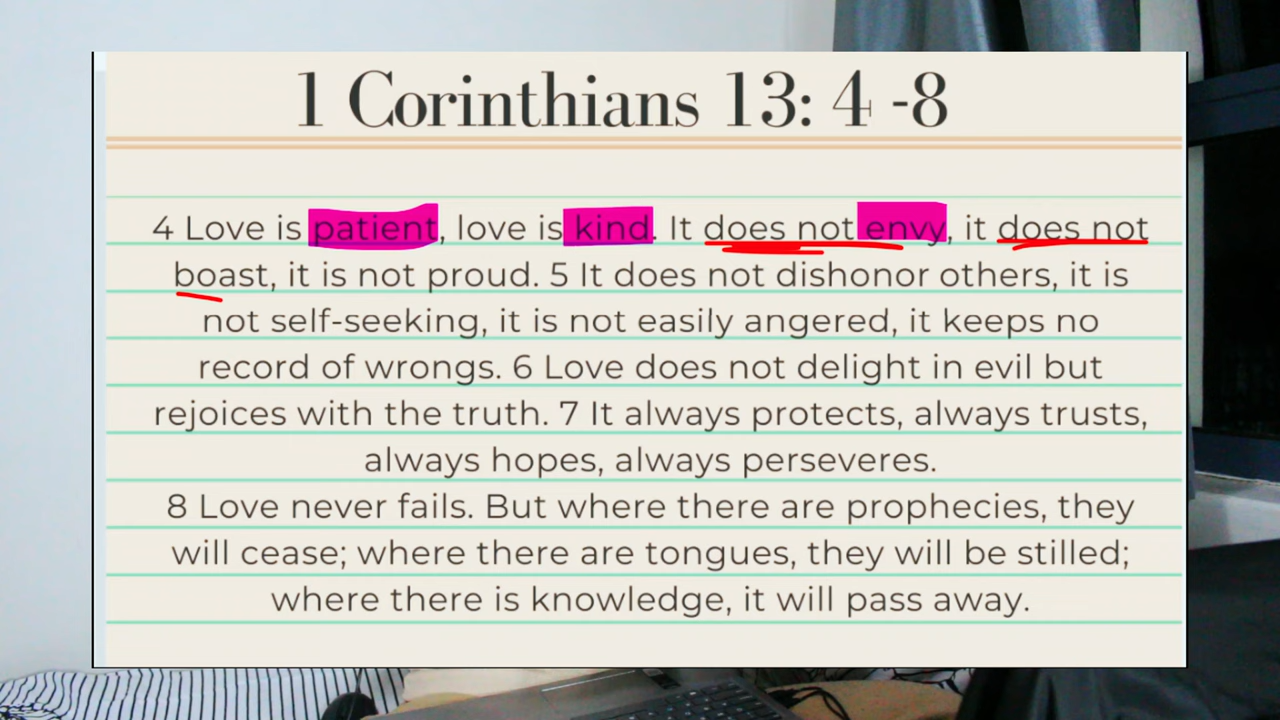 1 Corinthians 13: 4 -8
4 Love is patient, love is kind. It does not envy, it does not
boast, it is not proud. 5 It does not dishonor others, it is
not self-seeking, it is not easily angered, it keeps no
record of wrongs. 6 Love does not delight in evil but
rejoices with the truth. 7 It always protects, always trusts,
always hopes, always perseveres.
8 Love never fails. But where there are prophecies, they
will cease; where there are tongues, they will be stilled;
where there is knowledge, it will pass away.